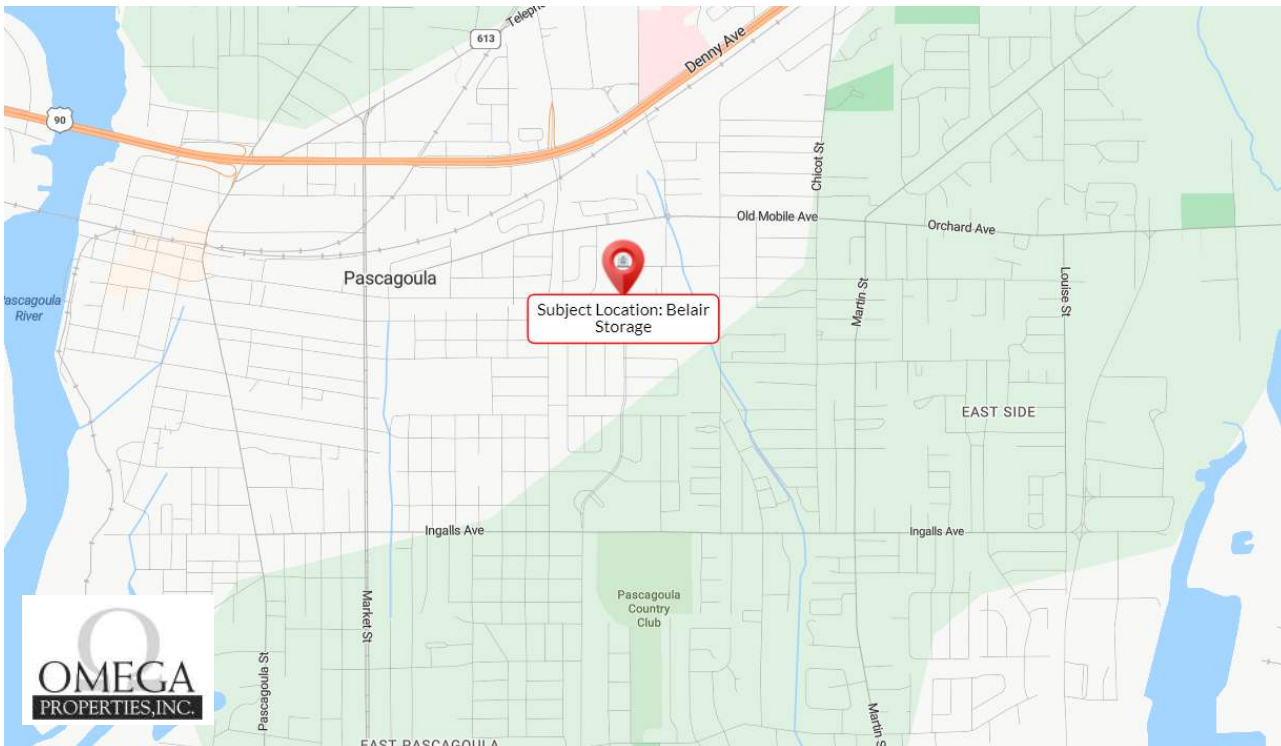 Teleph
613
Denny Ave
90
Chicot St
Old Mobile Ave
Orchard Ave
Pascagoula
Pascagoula
River
Subject Location: Belair
Storage
Martin St
Louise St
EAST SIDE
Ingalls Ave
Ingalls Ave
Pascagoula
Country
Club
Market St
Pascagoula St
Martin S
Ω
OMEGA
PROPERTIES,INC.
EAST PASCAGOULA